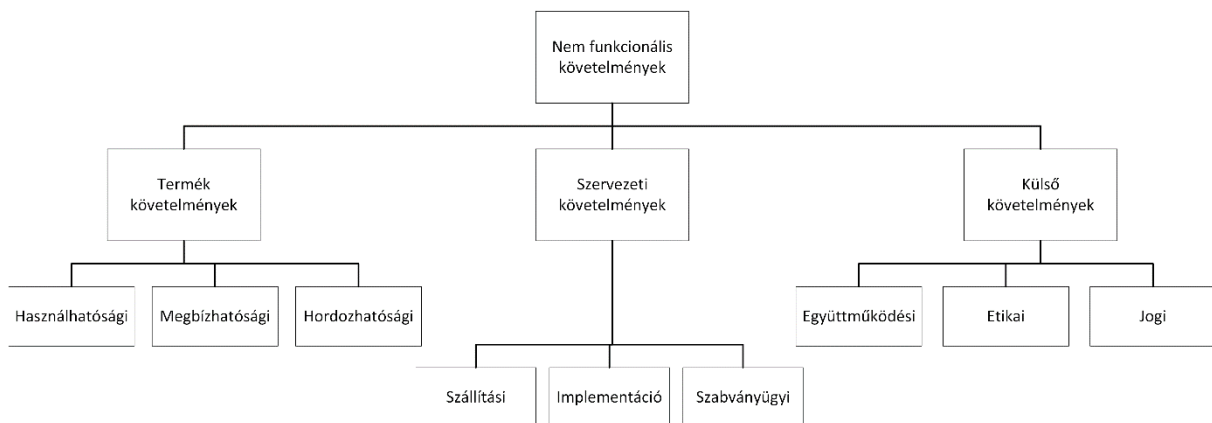 Nem funkcionális
követelmények
Termék
követelmények
Szervezeti
követelmények
Külső
követelmények
Használhatósági
Megbízhatósági
Hordozhatósági
Együttműködési
Etikai
Jogi
Szállítási
Implementáció
Szabványügyi